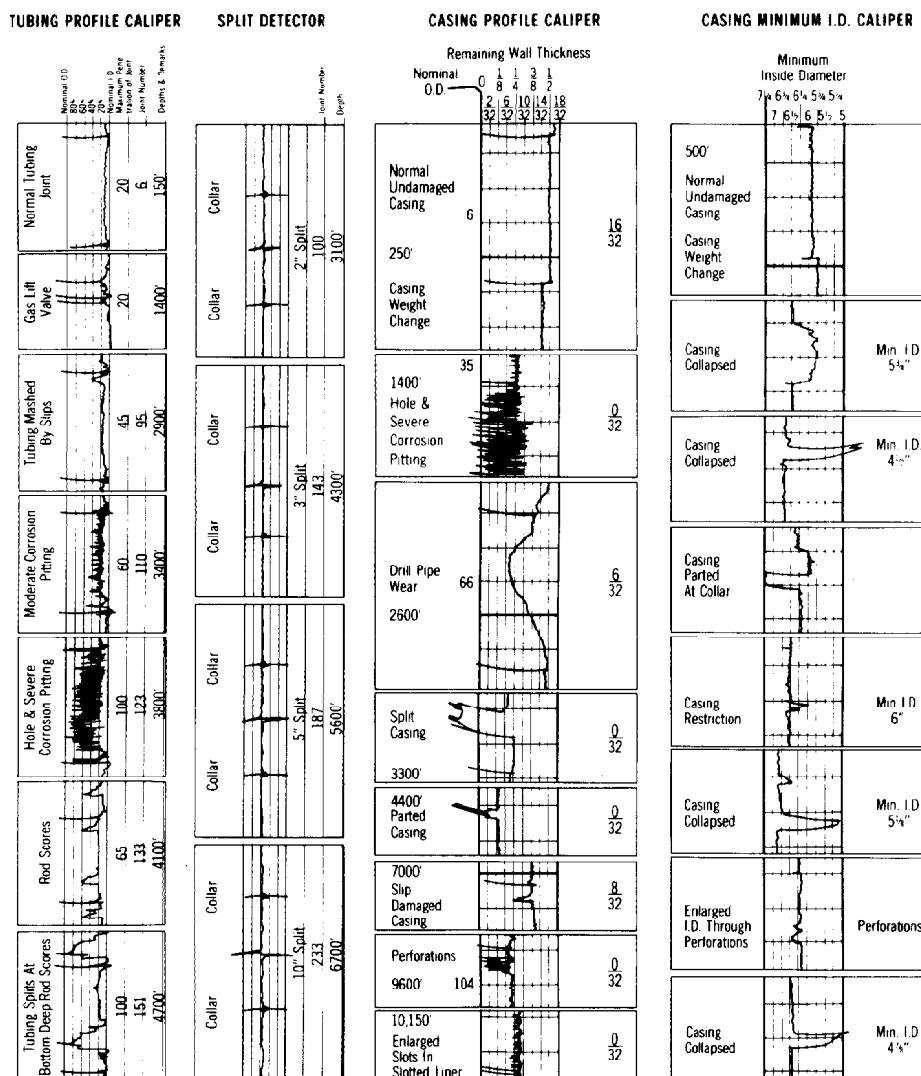 TUBING PROFILE CALIPER
Nominal O.D.
80%
60%
40%
20%
Nominal I.D.
Maximum Pene
tration of Joint
Joint Number
Depths & Remarks
Normal Tubing
Joint
20
6
150'
Gas Lift
Valve
20
1400'
Tubing Mashed
By Slips
45
95
2900'
Moderate Corrosion
Pitting
60
110
3400'
Hole & Severe
Corrosion Pitting
100
123
3800'
Rod Scores
65
133
4100'
Tubing Splits At
Bottom Deep Rod Scores
100
151
4700'
SPLIT DETECTOR
Joint Number
Depth
Collar
2" Split
100
3100'
Collar
Collar
3" Split
143
4300'
Collar
Collar
5" Split
187
5600'
Collar
Collar
10" Split
233
6700'
Collar
CASING PROFILE CALIPER
Remaining Wall Thickness
Nominal
O.D.
0 1/8 1/4 3/8 1/2
2/32 6/32 10/32 14/32 18/32
Normal
Undamaged
Casing
6
16/32
250'
Casing
Weight
Change
35
1400'
Hole &
Severe
Corrosion
Pitting
0/32
Drill Pipe
Wear
66
6/32
2600'
Split
Casing
0/32
3300'
4400'
Parted
Casing
0/32
7000'
Slip
Damaged
Casing
8/32
Perforations
9600' 104
0/32
10,150'
Enlarged
Slots In
Slotted Liner
0/32
CASING MINIMUM I.D. CALIPER
Minimum
Inside Diameter
7 6½ 6 5½ 5
500'
Normal
Undamaged
Casing
Casing
Weight
Change
Casing
Collapsed
Min. I.D
Casing
Collapsed
Min. I.D.
Casing
Parted
At Collar
Casing
Restriction
Min I.D
6"
Casing
Collapsed
Min. I.D
Enlarged
I.D. Through
Perforations
Perforations
Casing
Collapsed
Min. I.D